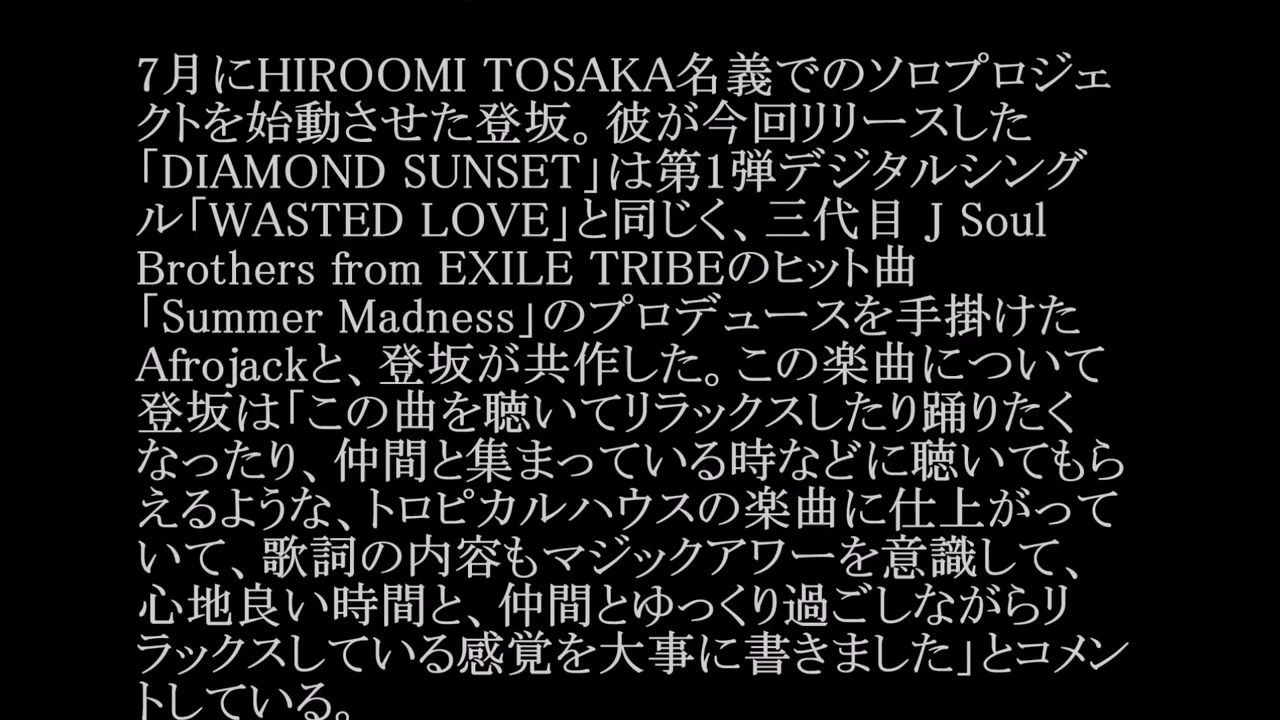 7月にHIROOMI TOSAKA名義でのソロプロジェ
クトを始動させた登坂。彼が今回リリースした
「DIAMOND SUNSET」は第1弾デジタルシング
ル「WASTED LOVE」と同じく、三代目 J Soul
Brothers from EXILE TRIBEのヒット曲
「Summer Madness」のプロデュースを手掛けた
Afrojackと、登坂が共作した。この楽曲について
登坂は「この曲を聴いてリラックスしたり踊りたく
なったり、仲間と集まっている時などに聴いてもら
えるような、トロピカルハウスの楽曲に仕上がって
いて、歌詞の内容もマジックアワーを意識して、
心地良い時間と、仲間とゆっくり過ごしながらリ
ラックスしている感覚を大事に書きました」とコメン
トしている。